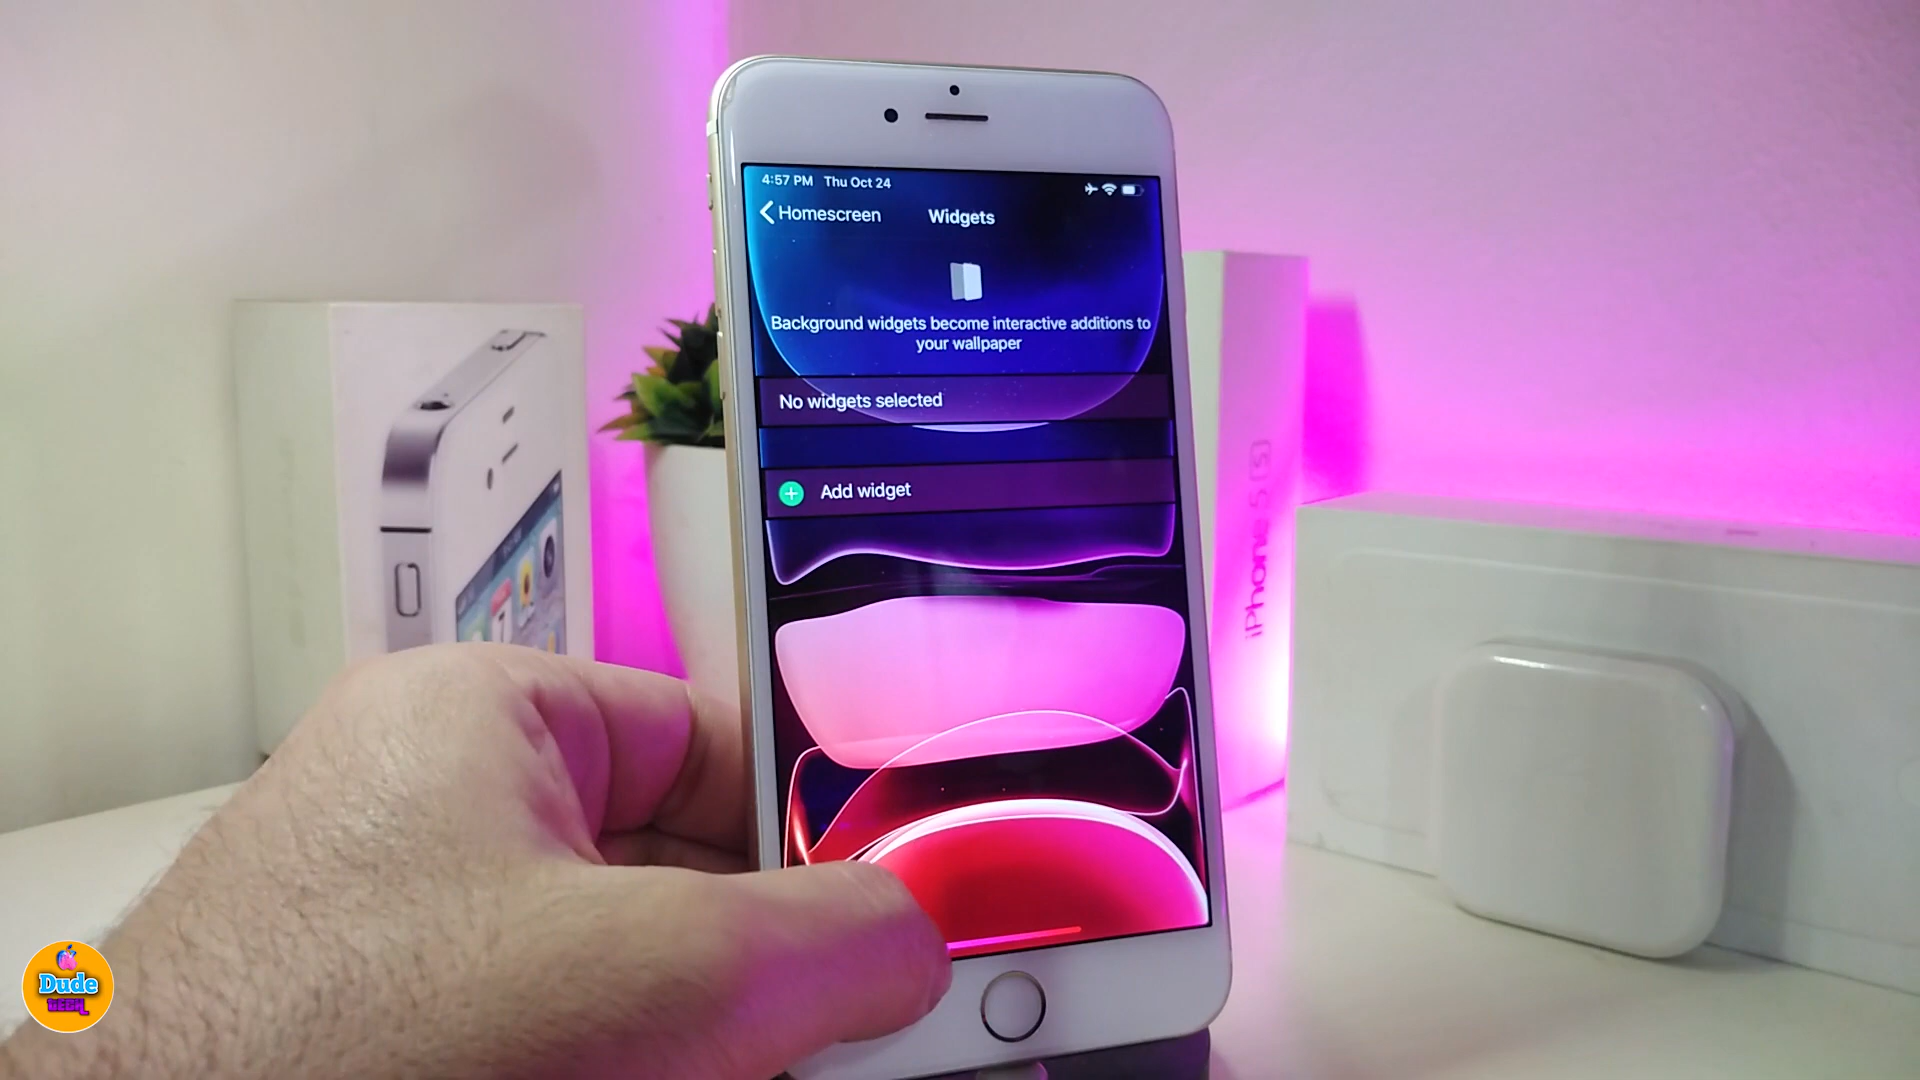 4:57 PM Thu Oct 24
Homescreen
Widgets
Background widgets become interactive additions to
your wallpaper
No widgets selected
Add widget
iPhone 5 S
Dude
TECH